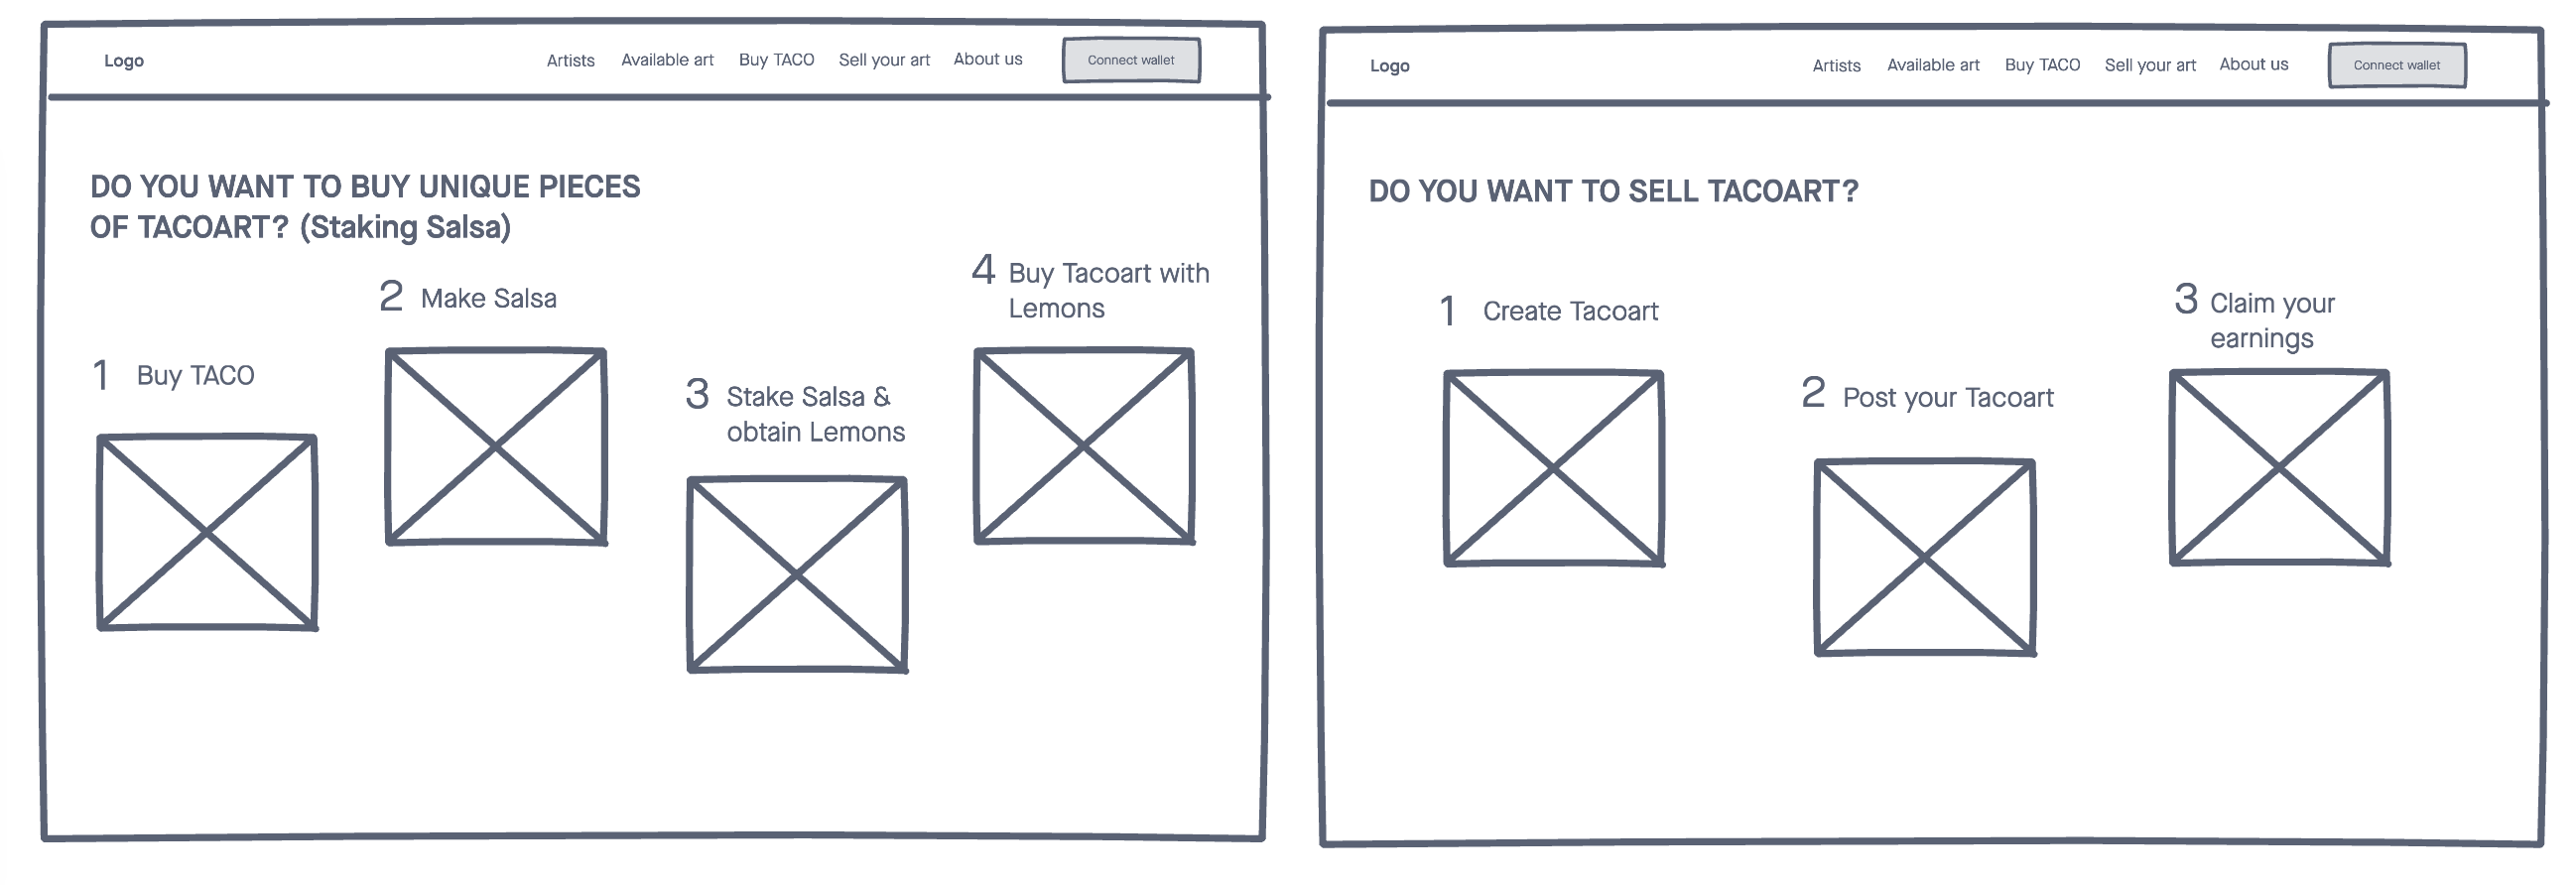 Logo
Artists Available art Buy TACO Sell your art About us Connect wallet
DO YOU WANT TO BUY UNIQUE PIECES
OF TACOART? (Staking Salsa)
1 Buy TACO
2 Make Salsa
3 Stake Salsa &
obtain Lemons
4 Buy Tacoart with
Lemons
Logo
Artists Available art Buy TACO Sell your art About us Connect wallet
DO YOU WANT TO SELL TACOART?
1 Create Tacoart
2 Post your Tacoart
3 Claim your
earnings